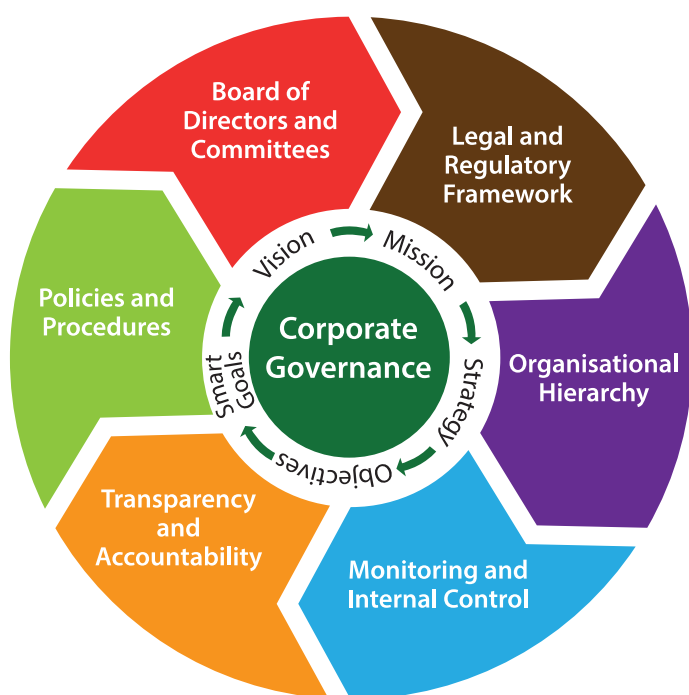 Board of
Directors and
Committees
Legal and
Regulatory
Framework
Organisational
Hierarchy
Monitoring and
Internal Control
Transparency
and
Accountability
Policies and
Procedures
Vision
Mission
Strategy
Objectives
Smart
Goals
Corporate
Governance